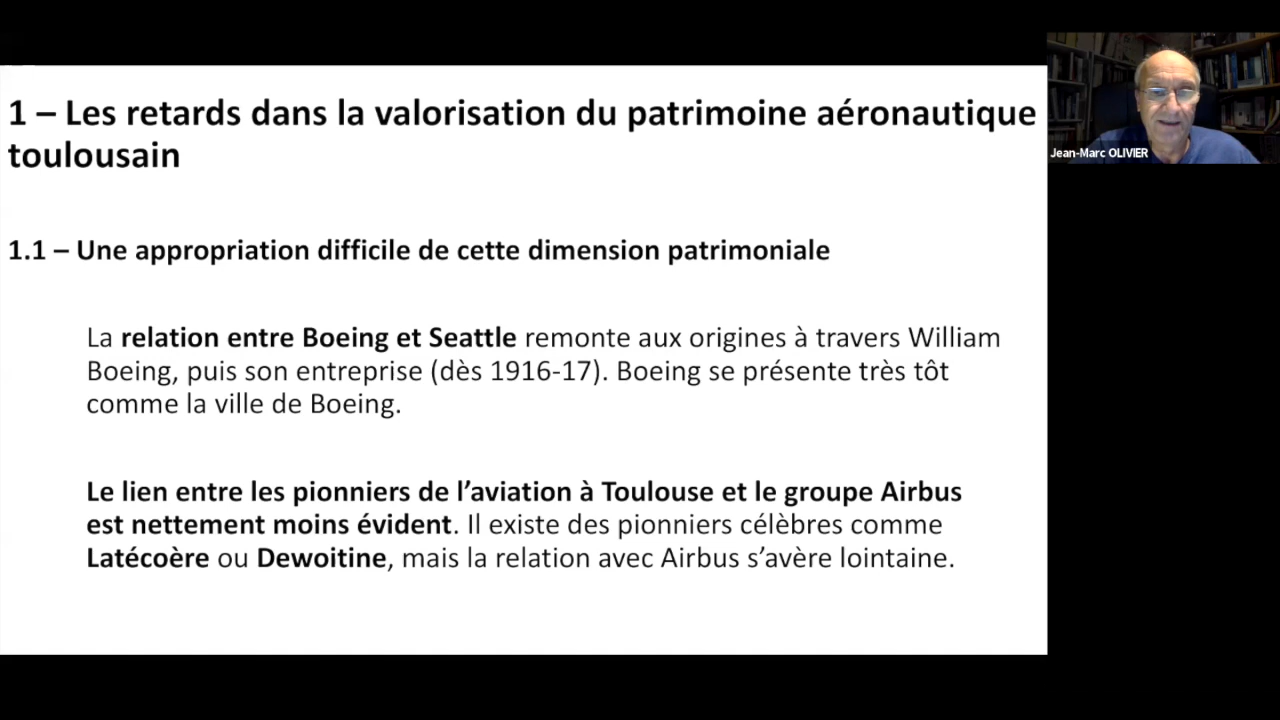 1 – Les retards dans la valorisation du patrimoine aéronautique
toulousain
1.1 – Une appropriation difficile de cette dimension patrimoniale
La relation entre Boeing et Seattle remonte aux origines à travers William
Boeing, puis son entreprise (dès 1916-17). Boeing se présente très tôt
comme la ville de Boeing.
Le lien entre les pionniers de l’aviation à Toulouse et le groupe Airbus
est nettement moins évident. Il existe des pionniers célèbres comme
Latécoère ou Dewoitine, mais la relation avec Airbus s’avère lointaine.
Jean-Marc OLIVIER